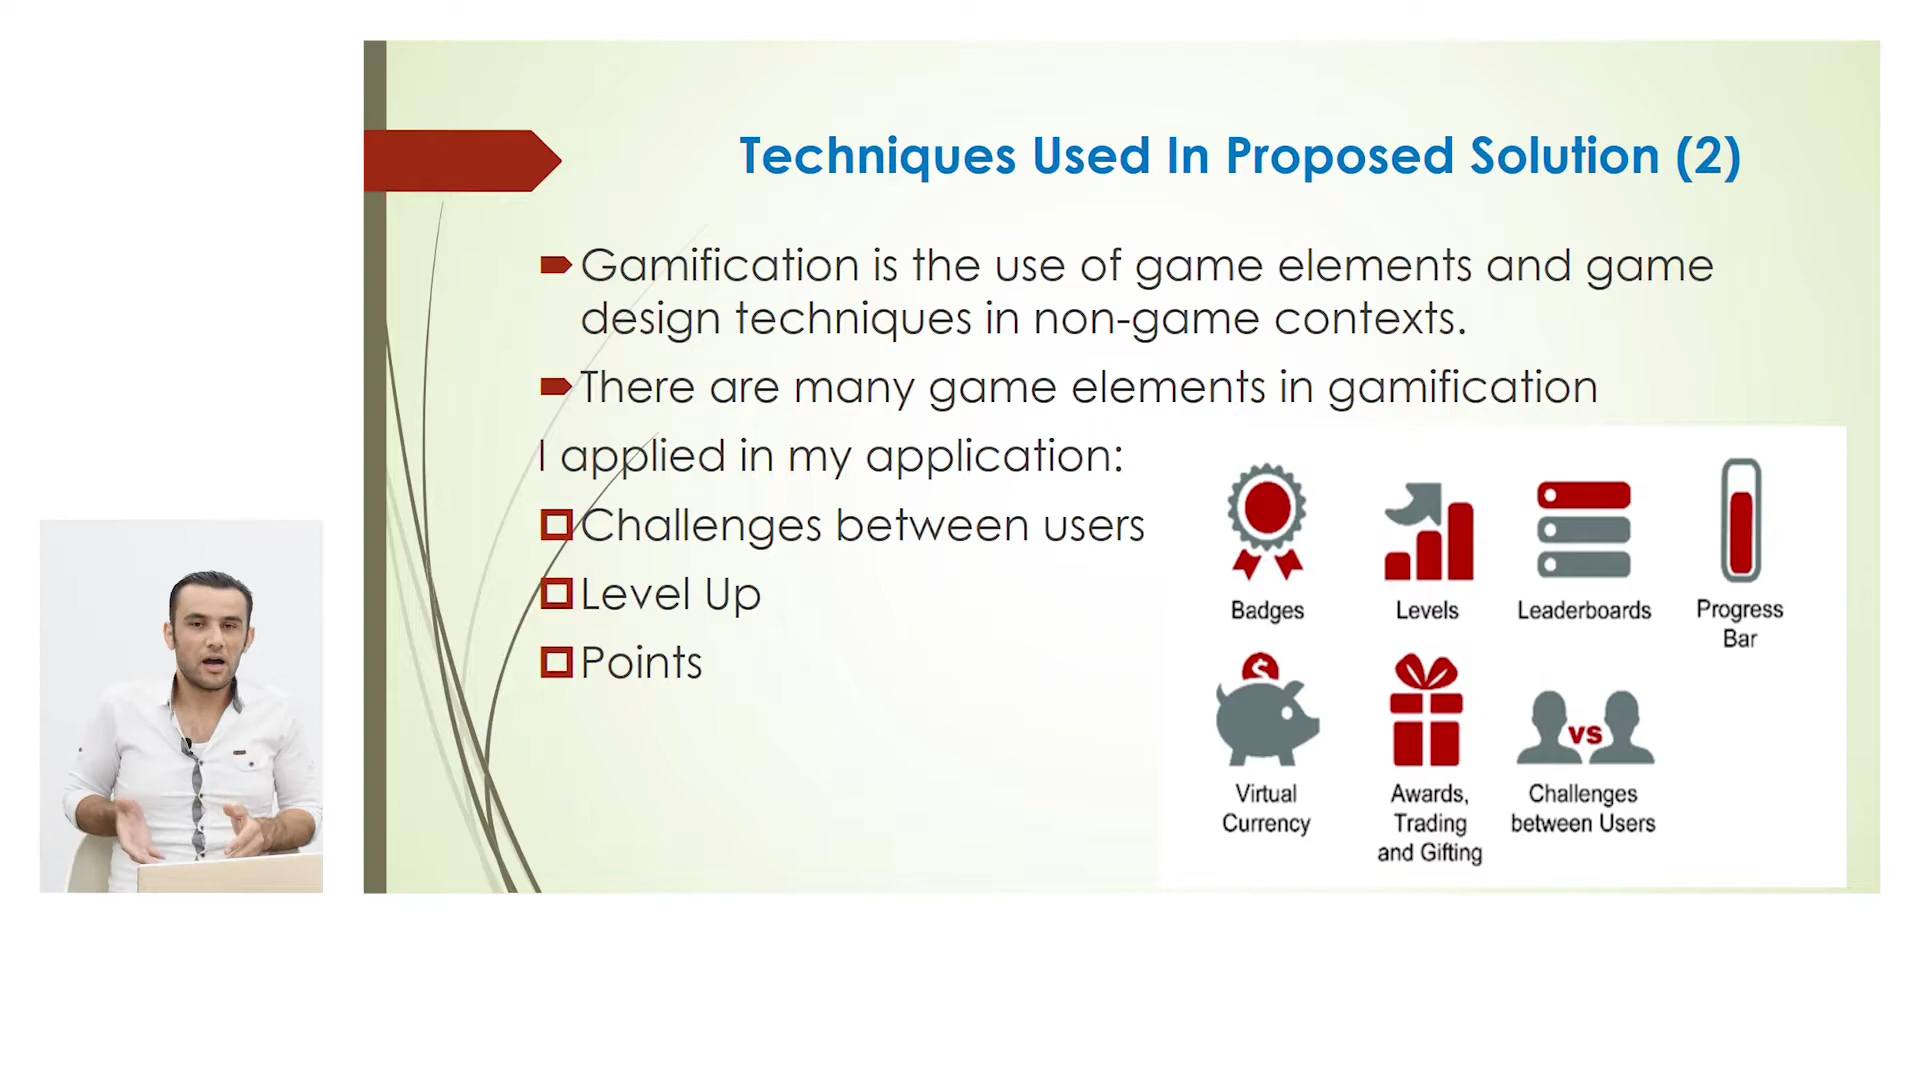 Techniques Used In Proposed Solution (2)
Gamification is the use of game elements and game
design techniques in non-game contexts.
There are many game elements in gamification
I applied in my application:
Challenges between users
Level Up
Points
Badges
Levels
Leaderboards
Progress
Bar
$
VS
Virtual
Currency
Awards,
Trading
and Gifting
Challenges
between Users